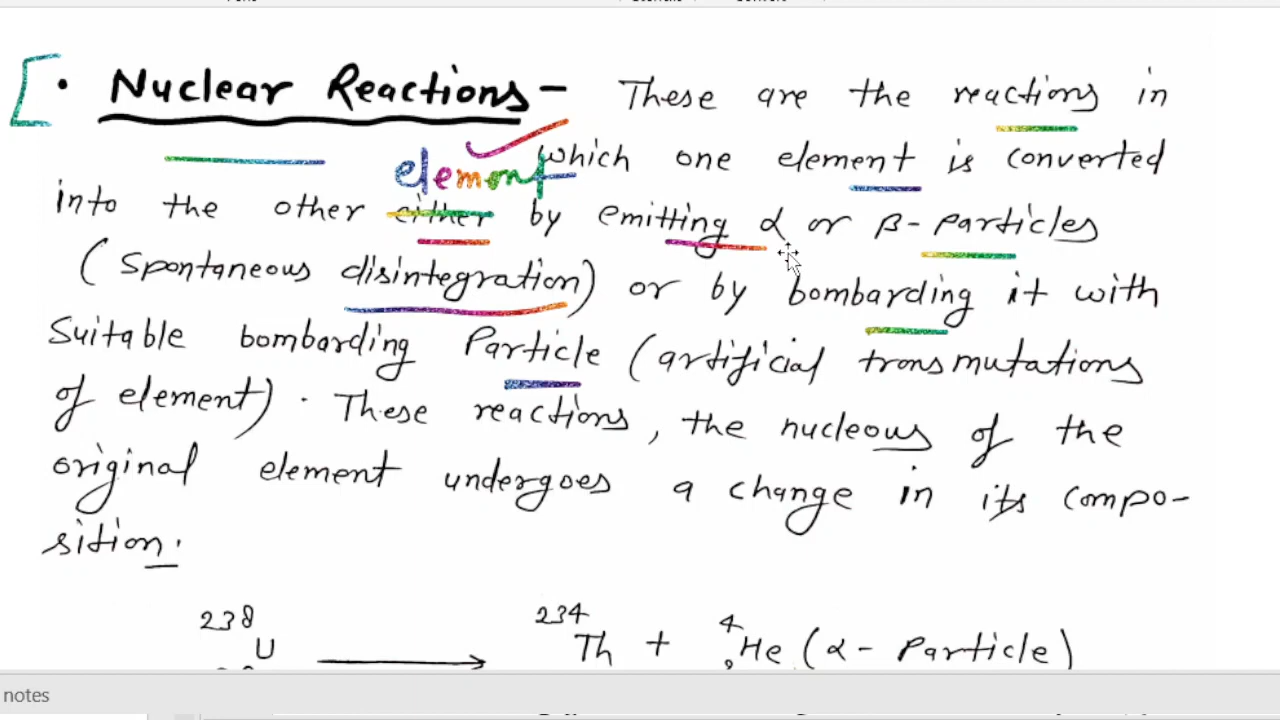 • Nuclear Reactions - These are the reactions in
which one element is converted
element
into the other either by emitting α or β- particles
( Spontaneous disintegration) or by bombarding it with
Suitable bombarding Particle (artificial transmutations
of element). These reactions, the nucleous of the
original element undergoes a change in its compo-
sition.
238 U → 234 Th + 4 He (α - Particle)
notes